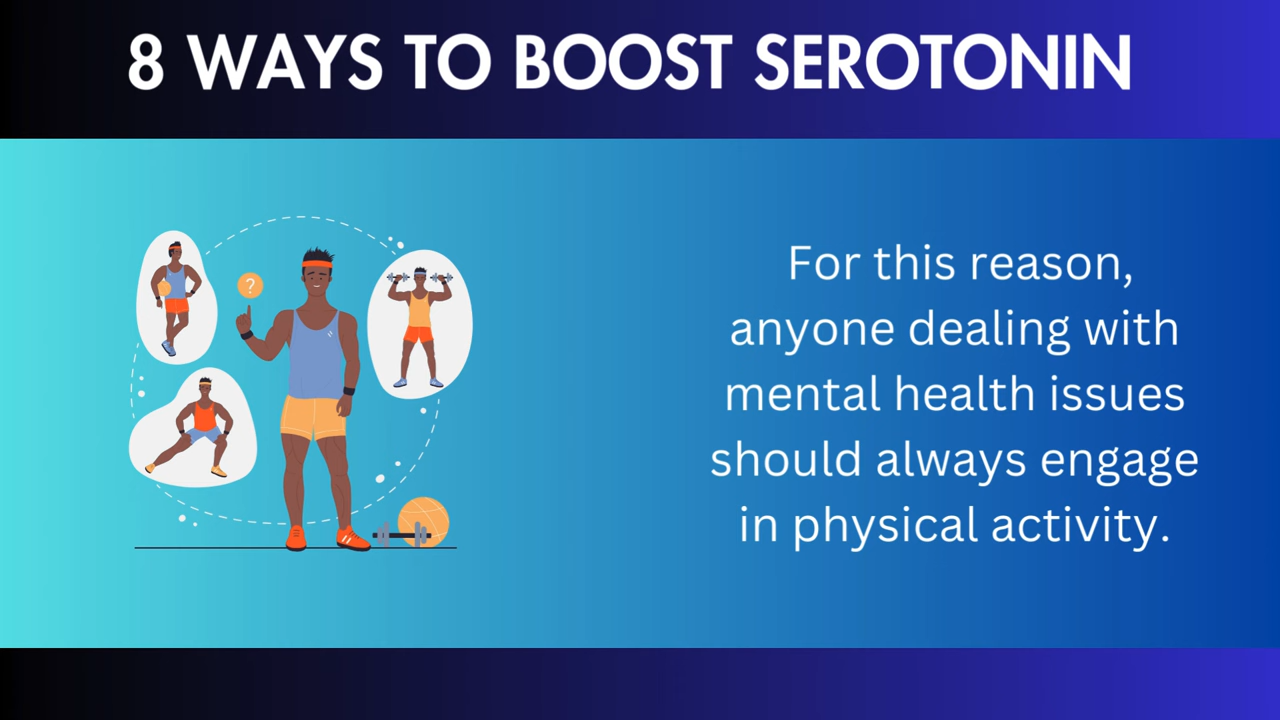 8 WAYS TO BOOST SEROTONIN
?
For this reason,
anyone dealing with
mental health issues
should always engage
in physical activity.